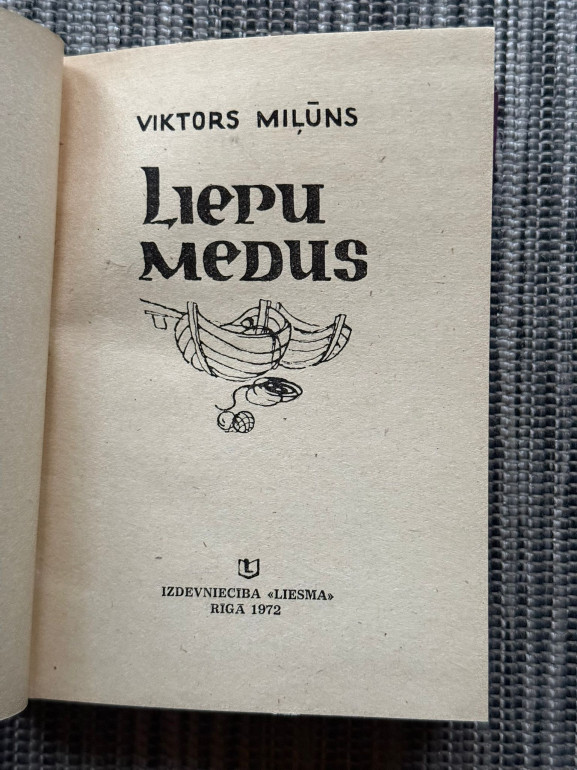 VIKTORS MIĻŪNS
Liepu
medus
L
IZDEVNIECĪBA «LIESMA»
RĪGĀ 1972